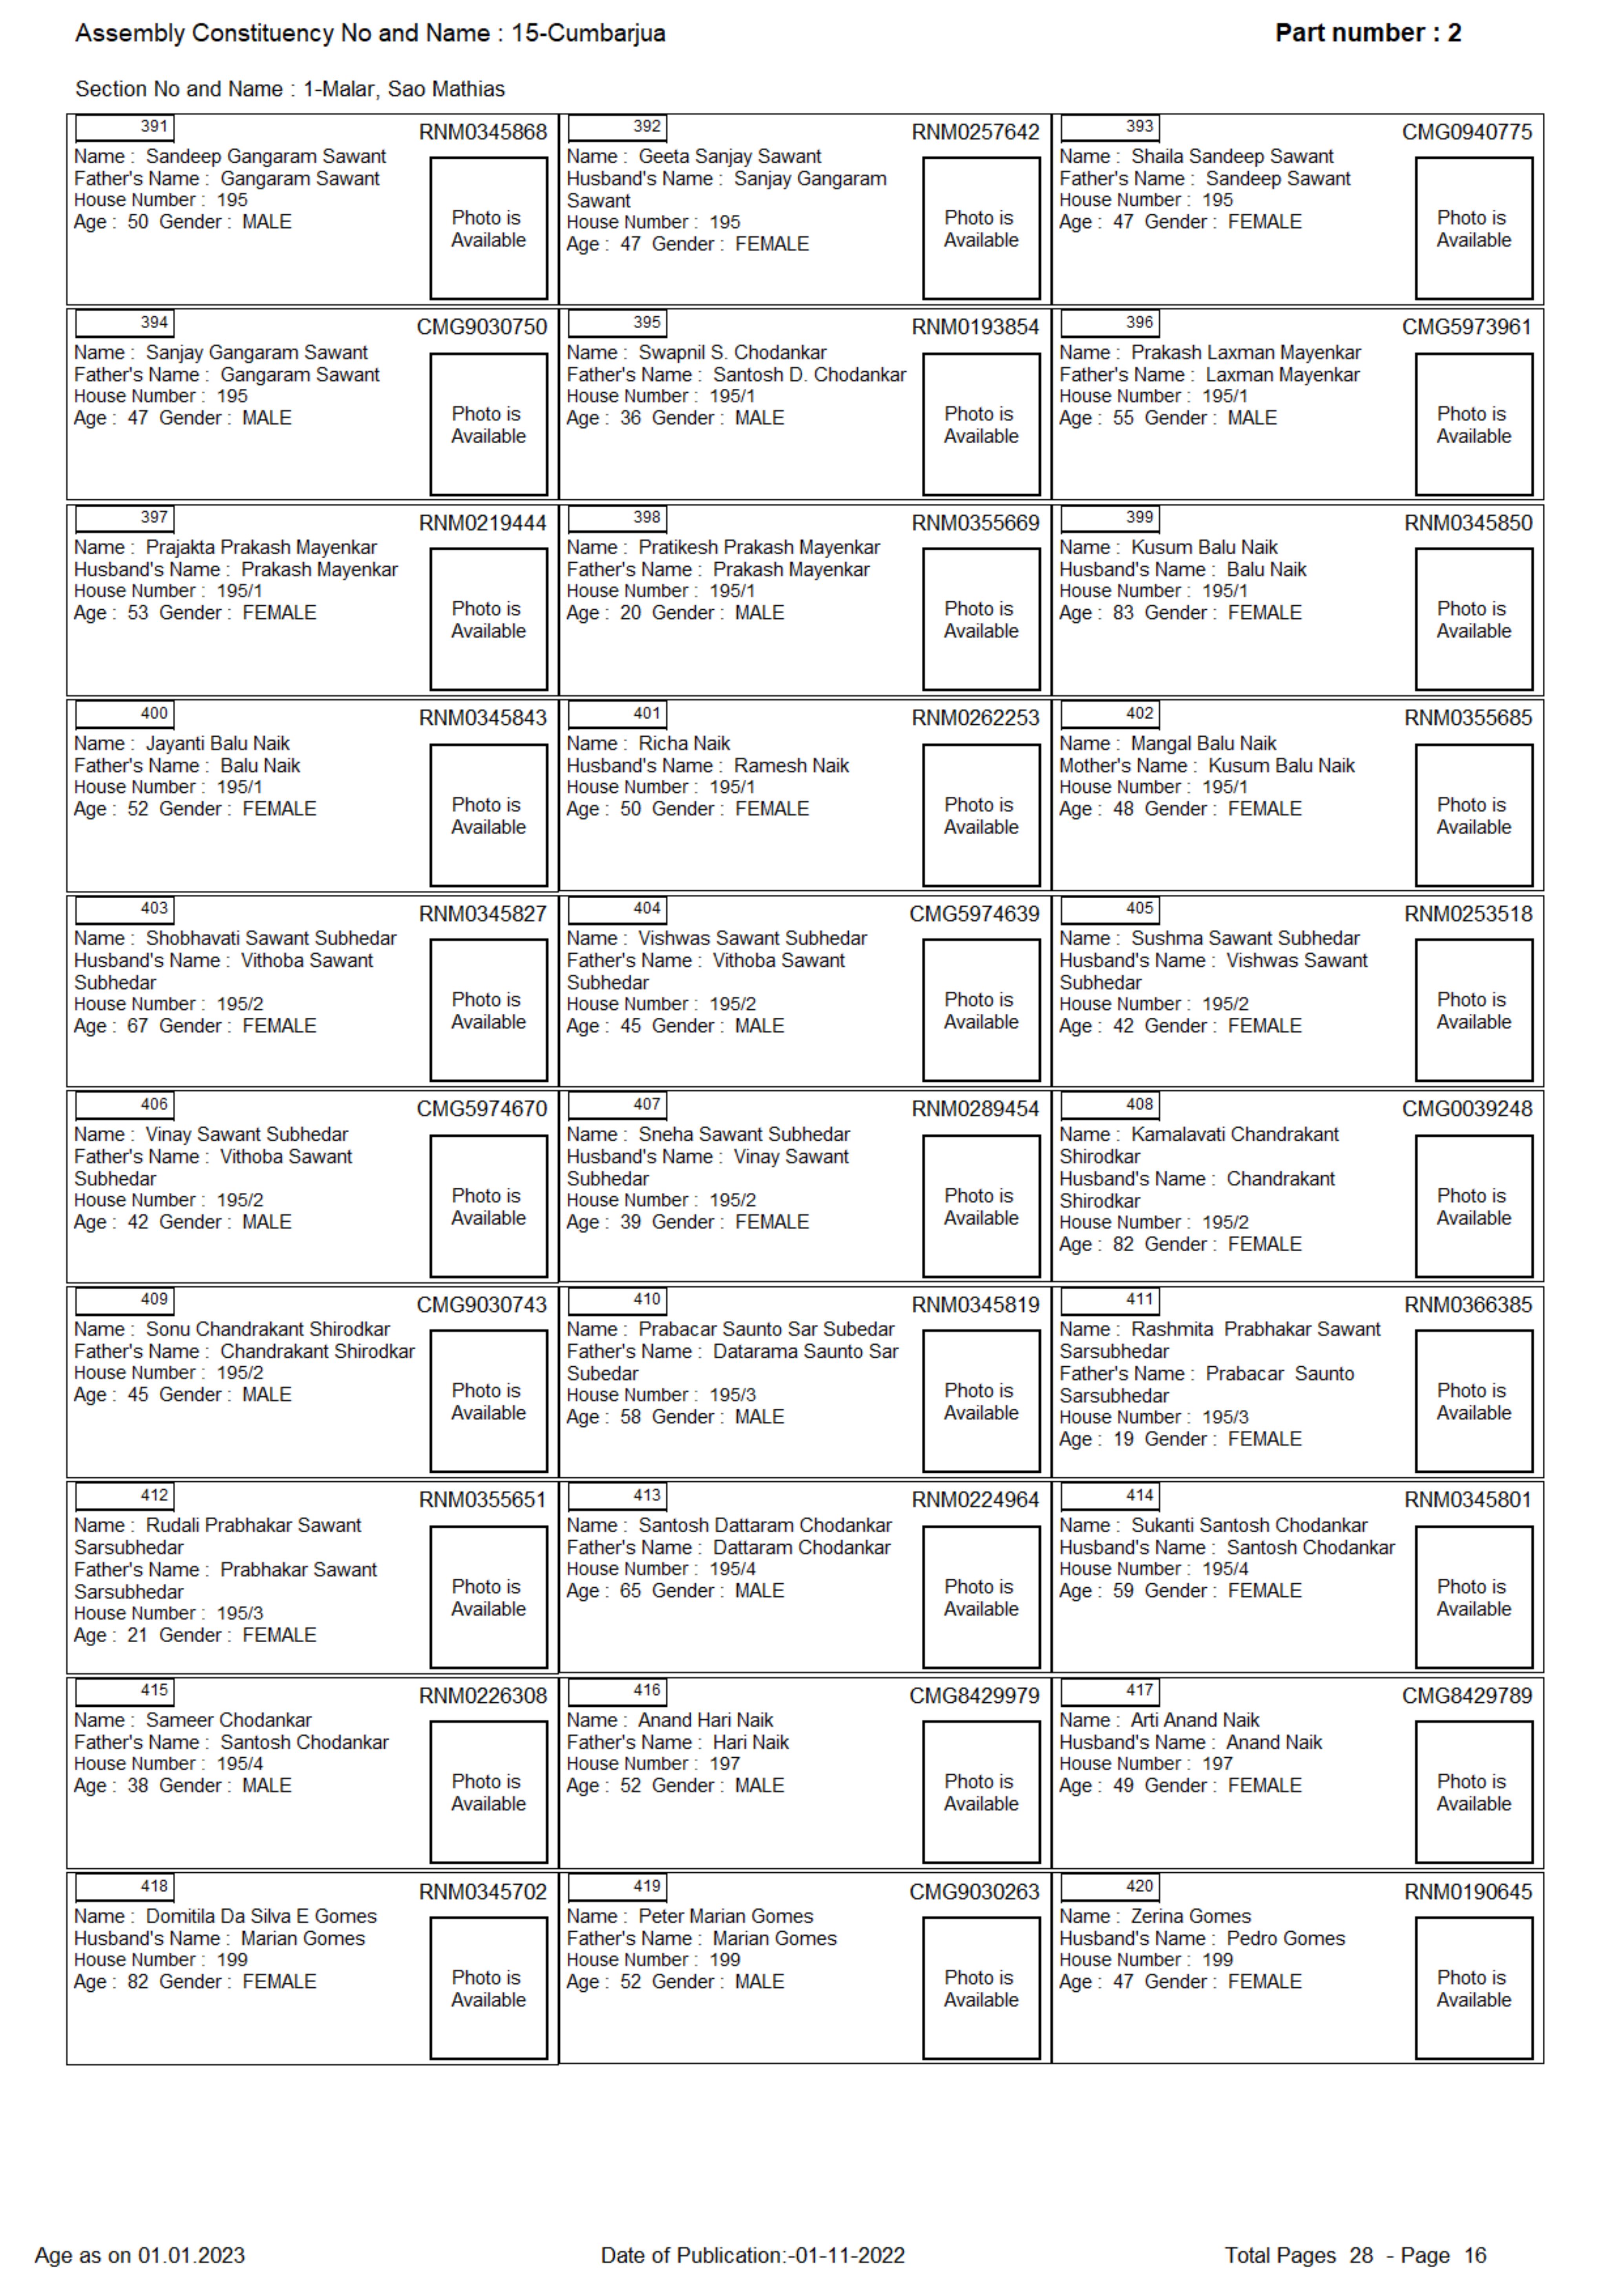 Assembly Constituency No and Name : 15-Cumbarjua
Part number : 2
Section No and Name : 1-Malar, Sao Mathias
391
RNM0345868
Name : Sandeep Gangaram Sawant
Father's Name : Gangaram Sawant
House Number : 195
Age : 50 Gender : MALE
Photo is
Available
392
RNM0257642
Name : Geeta Sanjay Sawant
Husband's Name : Sanjay Gangaram
Sawant
House Number : 195
Age : 47 Gender : FEMALE
Photo is
Available
393
CMG0940775
Name : Shaila Sandeep Sawant
Father's Name : Sandeep Sawant
House Number : 195
Age : 47 Gender : FEMALE
Photo is
Available
394
CMG9030750
Name : Sanjay Gangaram Sawant
Father's Name : Gangaram Sawant
House Number : 195
Age : 47 Gender : MALE
Photo is
Available
395
RNM0193854
Name : Swapnil S. Chodankar
Father's Name : Santosh D. Chodankar
House Number : 195/1
Age : 36 Gender : MALE
Photo is
Available
396
CMG5973961
Name : Prakash Laxman Mayenkar
Father's Name : Laxman Mayenkar
House Number : 195/1
Age : 55 Gender : MALE
Photo is
Available
397
RNM0219444
Name : Prajakta Prakash Mayenkar
Husband's Name : Prakash Mayenkar
House Number : 195/1
Age : 53 Gender : FEMALE
Photo is
Available
398
RNM0355669
Name : Pratikesh Prakash Mayenkar
Father's Name : Prakash Mayenkar
House Number : 195/1
Age : 20 Gender : MALE
Photo is
Available
399
RNM0345850
Name : Kusum Balu Naik
Husband's Name : Balu Naik
House Number : 195/1
Age : 83 Gender : FEMALE
Photo is
Available
400
RNM0345843
Name : Jayanti Balu Naik
Father's Name : Balu Naik
House Number : 195/1
Age : 52 Gender : FEMALE
Photo is
Available
401
RNM0262253
Name : Richa Naik
Husband's Name : Ramesh Naik
House Number : 195/1
Age : 50 Gender : FEMALE
Photo is
Available
402
RNM0355685
Name : Mangal Balu Naik
Mother's Name : Kusum Balu Naik
House Number : 195/1
Age : 48 Gender : FEMALE
Photo is
Available
403
RNM0345827
Name : Shobhavati Sawant Subhedar
Husband's Name : Vithoba Sawant
Subhedar
House Number : 195/2
Age : 67 Gender : FEMALE
Photo is
Available
404
CMG5974639
Name : Vishwas Sawant Subhedar
Father's Name : Vithoba Sawant
Subhedar
House Number : 195/2
Age : 45 Gender : MALE
Photo is
Available
405
RNM0253518
Name : Sushma Sawant Subhedar
Husband's Name : Vishwas Sawant
Subhedar
House Number : 195/2
Age : 42 Gender : FEMALE
Photo is
Available
406
CMG5974670
Name : Vinay Sawant Subhedar
Father's Name : Vithoba Sawant
Subhedar
House Number : 195/2
Age : 42 Gender : MALE
Photo is
Available
407
RNM0289454
Name : Sneha Sawant Subhedar
Husband's Name : Vinay Sawant
Subhedar
House Number : 195/2
Age : 39 Gender : FEMALE
Photo is
Available
408
CMG0039248
Name : Kamalavati Chandrakant
Shirodkar
Husband's Name : Chandrakant
Shirodkar
House Number : 195/2
Age : 82 Gender : FEMALE
Photo is
Available
409
CMG9030743
Name : Sonu Chandrakant Shirodkar
Father's Name : Chandrakant Shirodkar
House Number : 195/2
Age : 45 Gender : MALE
Photo is
Available
410
RNM0345819
Name : Prabacar Saunto Sar Subedar
Father's Name : Datarama Saunto Sar
Subedar
House Number : 195/3
Age : 58 Gender : MALE
Photo is
Available
411
RNM0366385
Name : Rashmita Prabhakar Sawant
Sarsubhedar
Father's Name : Prabacar Saunto
Sarsubhedar
House Number : 195/3
Age : 19 Gender : FEMALE
Photo is
Available
412
RNM0355651
Name : Rudali Prabhakar Sawant
Sarsubhedar
Father's Name : Prabhakar Sawant
Sarsubhedar
House Number : 195/3
Age : 21 Gender : FEMALE
Photo is
Available
413
RNM0224964
Name : Santosh Dattaram Chodankar
Father's Name : Dattaram Chodankar
House Number : 195/4
Age : 65 Gender : MALE
Photo is
Available
414
RNM0345801
Name : Sukanti Santosh Chodankar
Husband's Name : Santosh Chodankar
House Number : 195/4
Age : 59 Gender : FEMALE
Photo is
Available
415
RNM0226308
Name : Sameer Chodankar
Father's Name : Santosh Chodankar
House Number : 195/4
Age : 38 Gender : MALE
Photo is
Available
416
CMG8429979
Name : Anand Hari Naik
Father's Name : Hari Naik
House Number : 197
Age : 52 Gender : MALE
Photo is
Available
417
CMG8429789
Name : Arti Anand Naik
Husband's Name : Anand Naik
House Number : 197
Age : 49 Gender : FEMALE
Photo is
Available
418
RNM0345702
Name : Domitila Da Silva E Gomes
Husband's Name : Marian Gomes
House Number : 199
Age : 82 Gender : FEMALE
Photo is
Available
419
CMG9030263
Name : Peter Marian Gomes
Father's Name : Marian Gomes
House Number : 199
Age : 52 Gender : MALE
Photo is
Available
420
RNM0190645
Name : Zerina Gomes
Husband's Name : Pedro Gomes
House Number : 199
Age : 47 Gender : FEMALE
Photo is
Available
Age as on 01.01.2023
Date of Publication:-01-11-2022
Total Pages 28 - Page 16